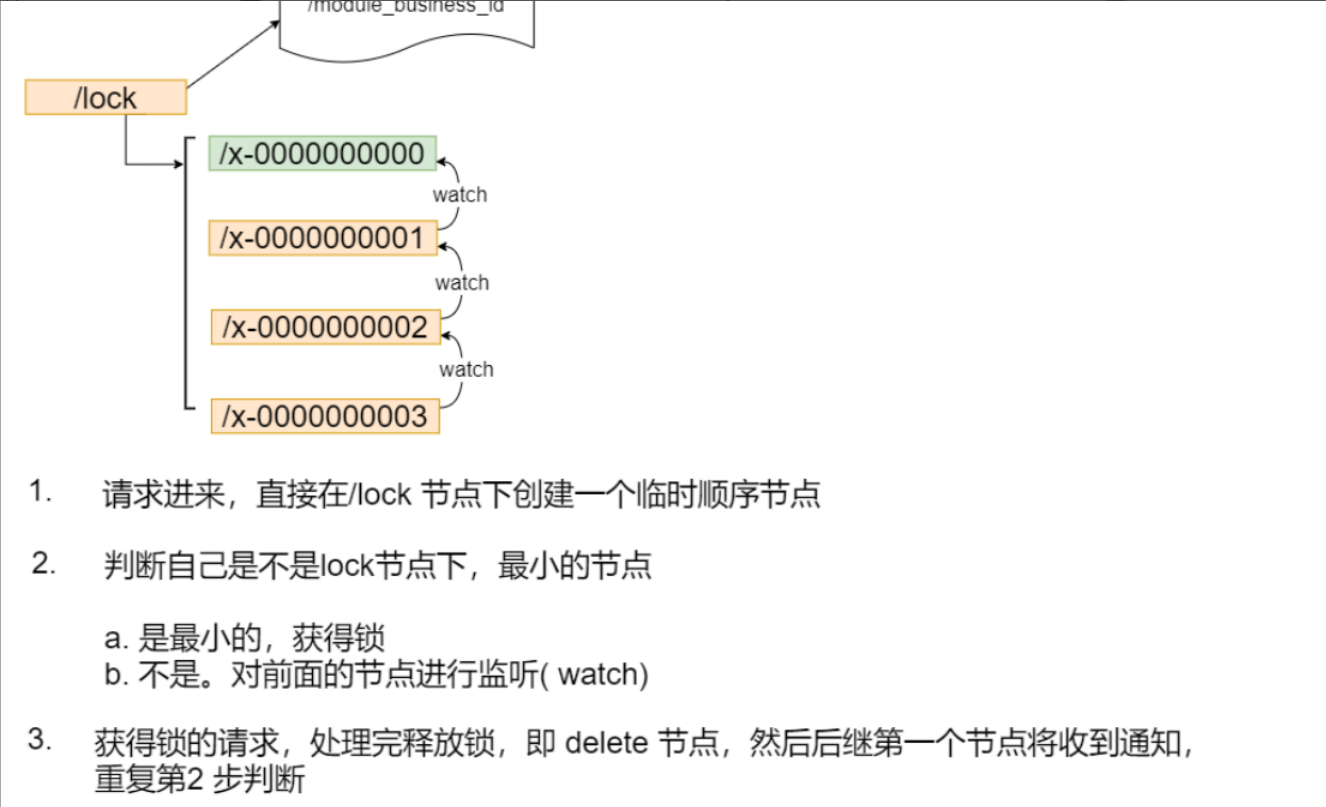 /module_business_id
/lock
/x-0000000000
watch
/x-0000000001
watch
/x-0000000002
watch
/x-0000000003
1. 请求进来，直接在/lock 节点下创建一个临时顺序节点
2. 判断自己是不是lock节点下，最小的节点
a. 是最小的，获得锁
b. 不是。对前面的节点进行监听( watch)
3. 获得锁的请求，处理完释放锁，即 delete 节点，然后后继第一个节点将收到通知，
重复第2 步判断